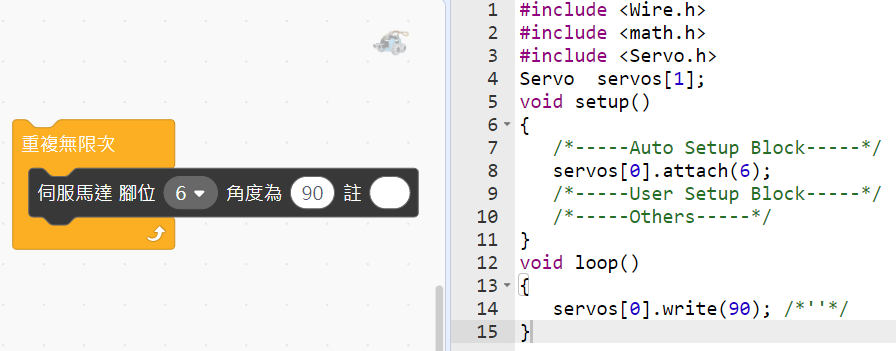 重複無限次
伺服馬達 腳位 6 角度為 90 註
1 #include <Wire.h>
2 #include <math.h>
3 #include <Servo.h>
4 Servo  servos[1];
5 void setup()
6 {
7    /*-----Auto Setup Block-----*/
8    servos[0].attach(6);
9    /*-----User Setup Block-----*/
10    /*-----Others-----*/
11 }
12 void loop()
13 {
14    servos[0].write(90); /*''*/
15 }